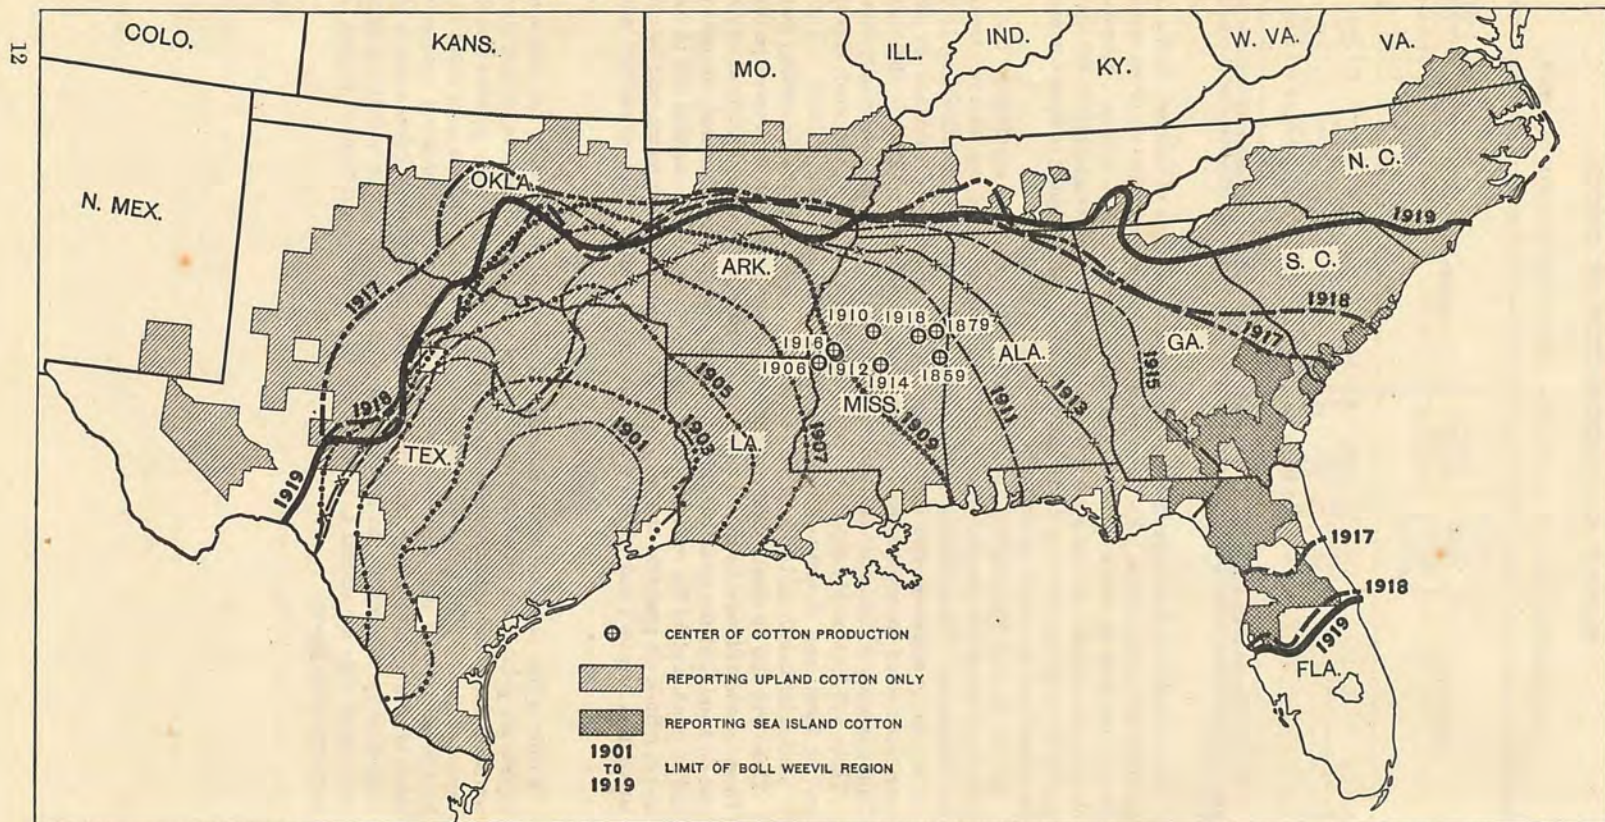 12
COLO.
KANS.
MO.
ILL.
IND.
KY.
W. VA.
VA.
N. MEX.
OKLA.
ARK.
N. C.
S. C.
1919
1917
1918
1917
1918
1919
TEX.
1901
1903
1905
LA.
1907
1909
1911
1913
1915
ALA.
GA.
MISS.
1910
1918
1879
1916
1906
1912
1914
1859
1917
1918
1919
FLA.
CENTER OF COTTON PRODUCTION
REPORTING UPLAND COTTON ONLY
REPORTING SEA ISLAND COTTON
1901
TO
1919
LIMIT OF BOLL WEEVIL REGION